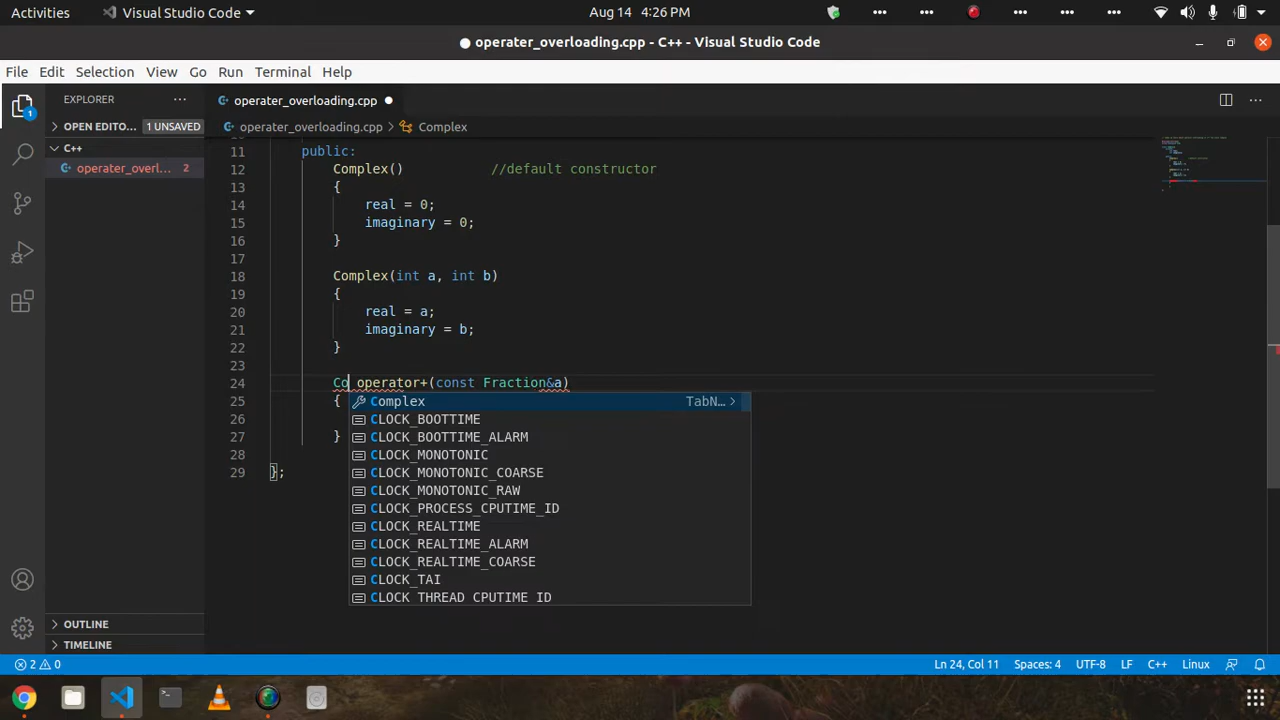 Activities Visual Studio Code Aug 14 4:26 PM
operater_overloading.cpp - C++ - Visual Studio Code
File Edit Selection View Go Run Terminal Help
EXPLORER
operater_overloading.cpp
OPEN EDITO... 1 UNSAVED
operater_overloading.cpp Complex
C++
operater_overl... 2
11 public:
12 Complex() //default constructor
13 {
14 real = 0;
15 imaginary = 0;
16 }
17
18 Complex(int a, int b)
19 {
20 real = a;
21 imaginary = b;
22 }
23
24 Co operator+(const Fraction&a)
25 {
26
27 }
28
29 };
Complex TabN...
CLOCK_BOOTTIME
CLOCK_BOOTTIME_ALARM
CLOCK_MONOTONIC
CLOCK_MONOTONIC_COARSE
CLOCK_MONOTONIC_RAW
CLOCK_PROCESS_CPUTIME_ID
CLOCK_REALTIME
CLOCK_REALTIME_ALARM
CLOCK_REALTIME_COARSE
CLOCK_TAI
CLOCK_THREAD_CPUTIME_ID
OUTLINE
TIMELINE
2 0 Ln 24, Col 11 Spaces: 4 UTF-8 LF C++ Linux